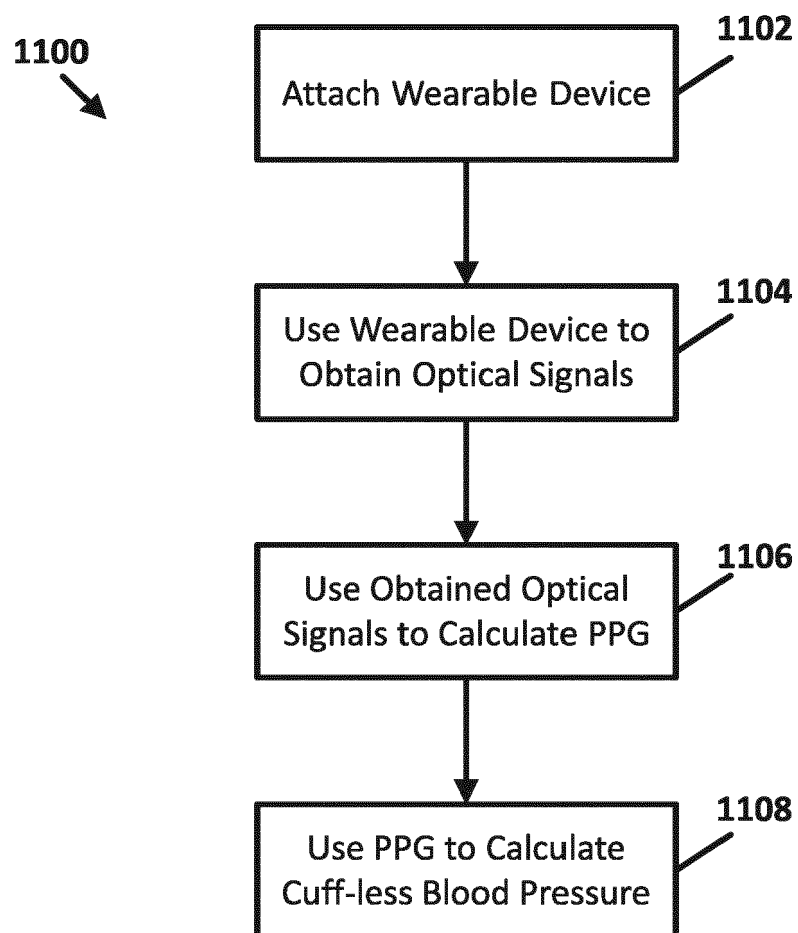 1100
1102
Attach Wearable Device
1104
Use Wearable Device to
Obtain Optical Signals
1106
Use Obtained Optical
Signals to Calculate PPG
1108
Use PPG to Calculate
Cuff-less Blood Pressure